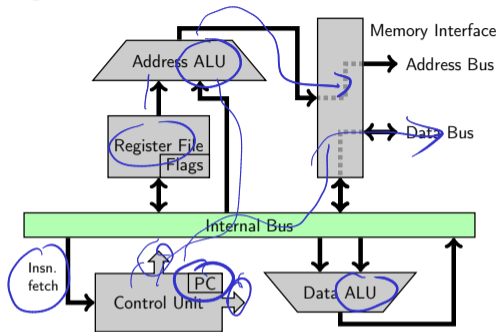 Memory Interface
Address ALU
Address Bus
Register File
Flags
Data Bus
Internal Bus
Insn.
fetch
PC
Control Unit
Data ALU